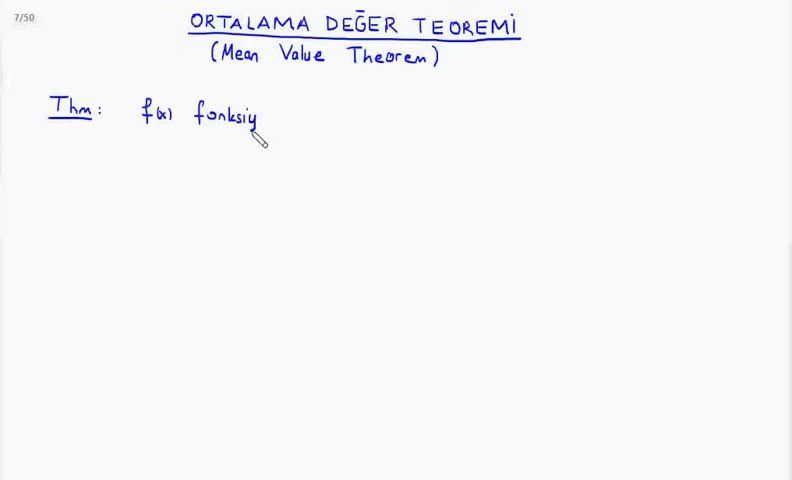 7/50
ORTALAMA DEĞER TEOREMİ
(Mean Value Theorem)
Thm: f(x) fonksiy